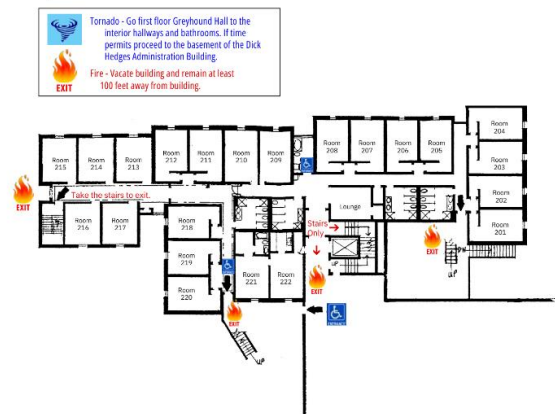 Tornado - Go first floor Greyhound Hall to the
interior hallways and bathrooms. If time
permits proceed to the basement of the Dick
Hedges Administration Building.
Fire - Vacate building and remain at least
100 feet away from building.
EXIT
Room
204
Room
215
Room
214
Room
213
Room
212
Room
211
Room
210
Room
209
Room
208
Room
207
Room
206
Room
205
Room
203
Room
202
Room
201
EXIT
Take the stairs to exit.
Room
216
Room
217
Room
218
Room
219
Room
220
Room
221
Room
222
Lounge
Stairs
Only
UP
EXIT
EXIT
EXIT
UP
UP
ENTRANCE